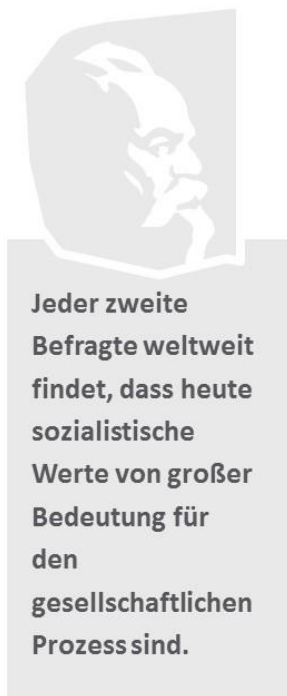 Jeder zweite
Befragte weltweit
findet, dass heute
sozialistische
Werte von großer
Bedeutung für
den
gesellschaftlichen
Prozess sind.